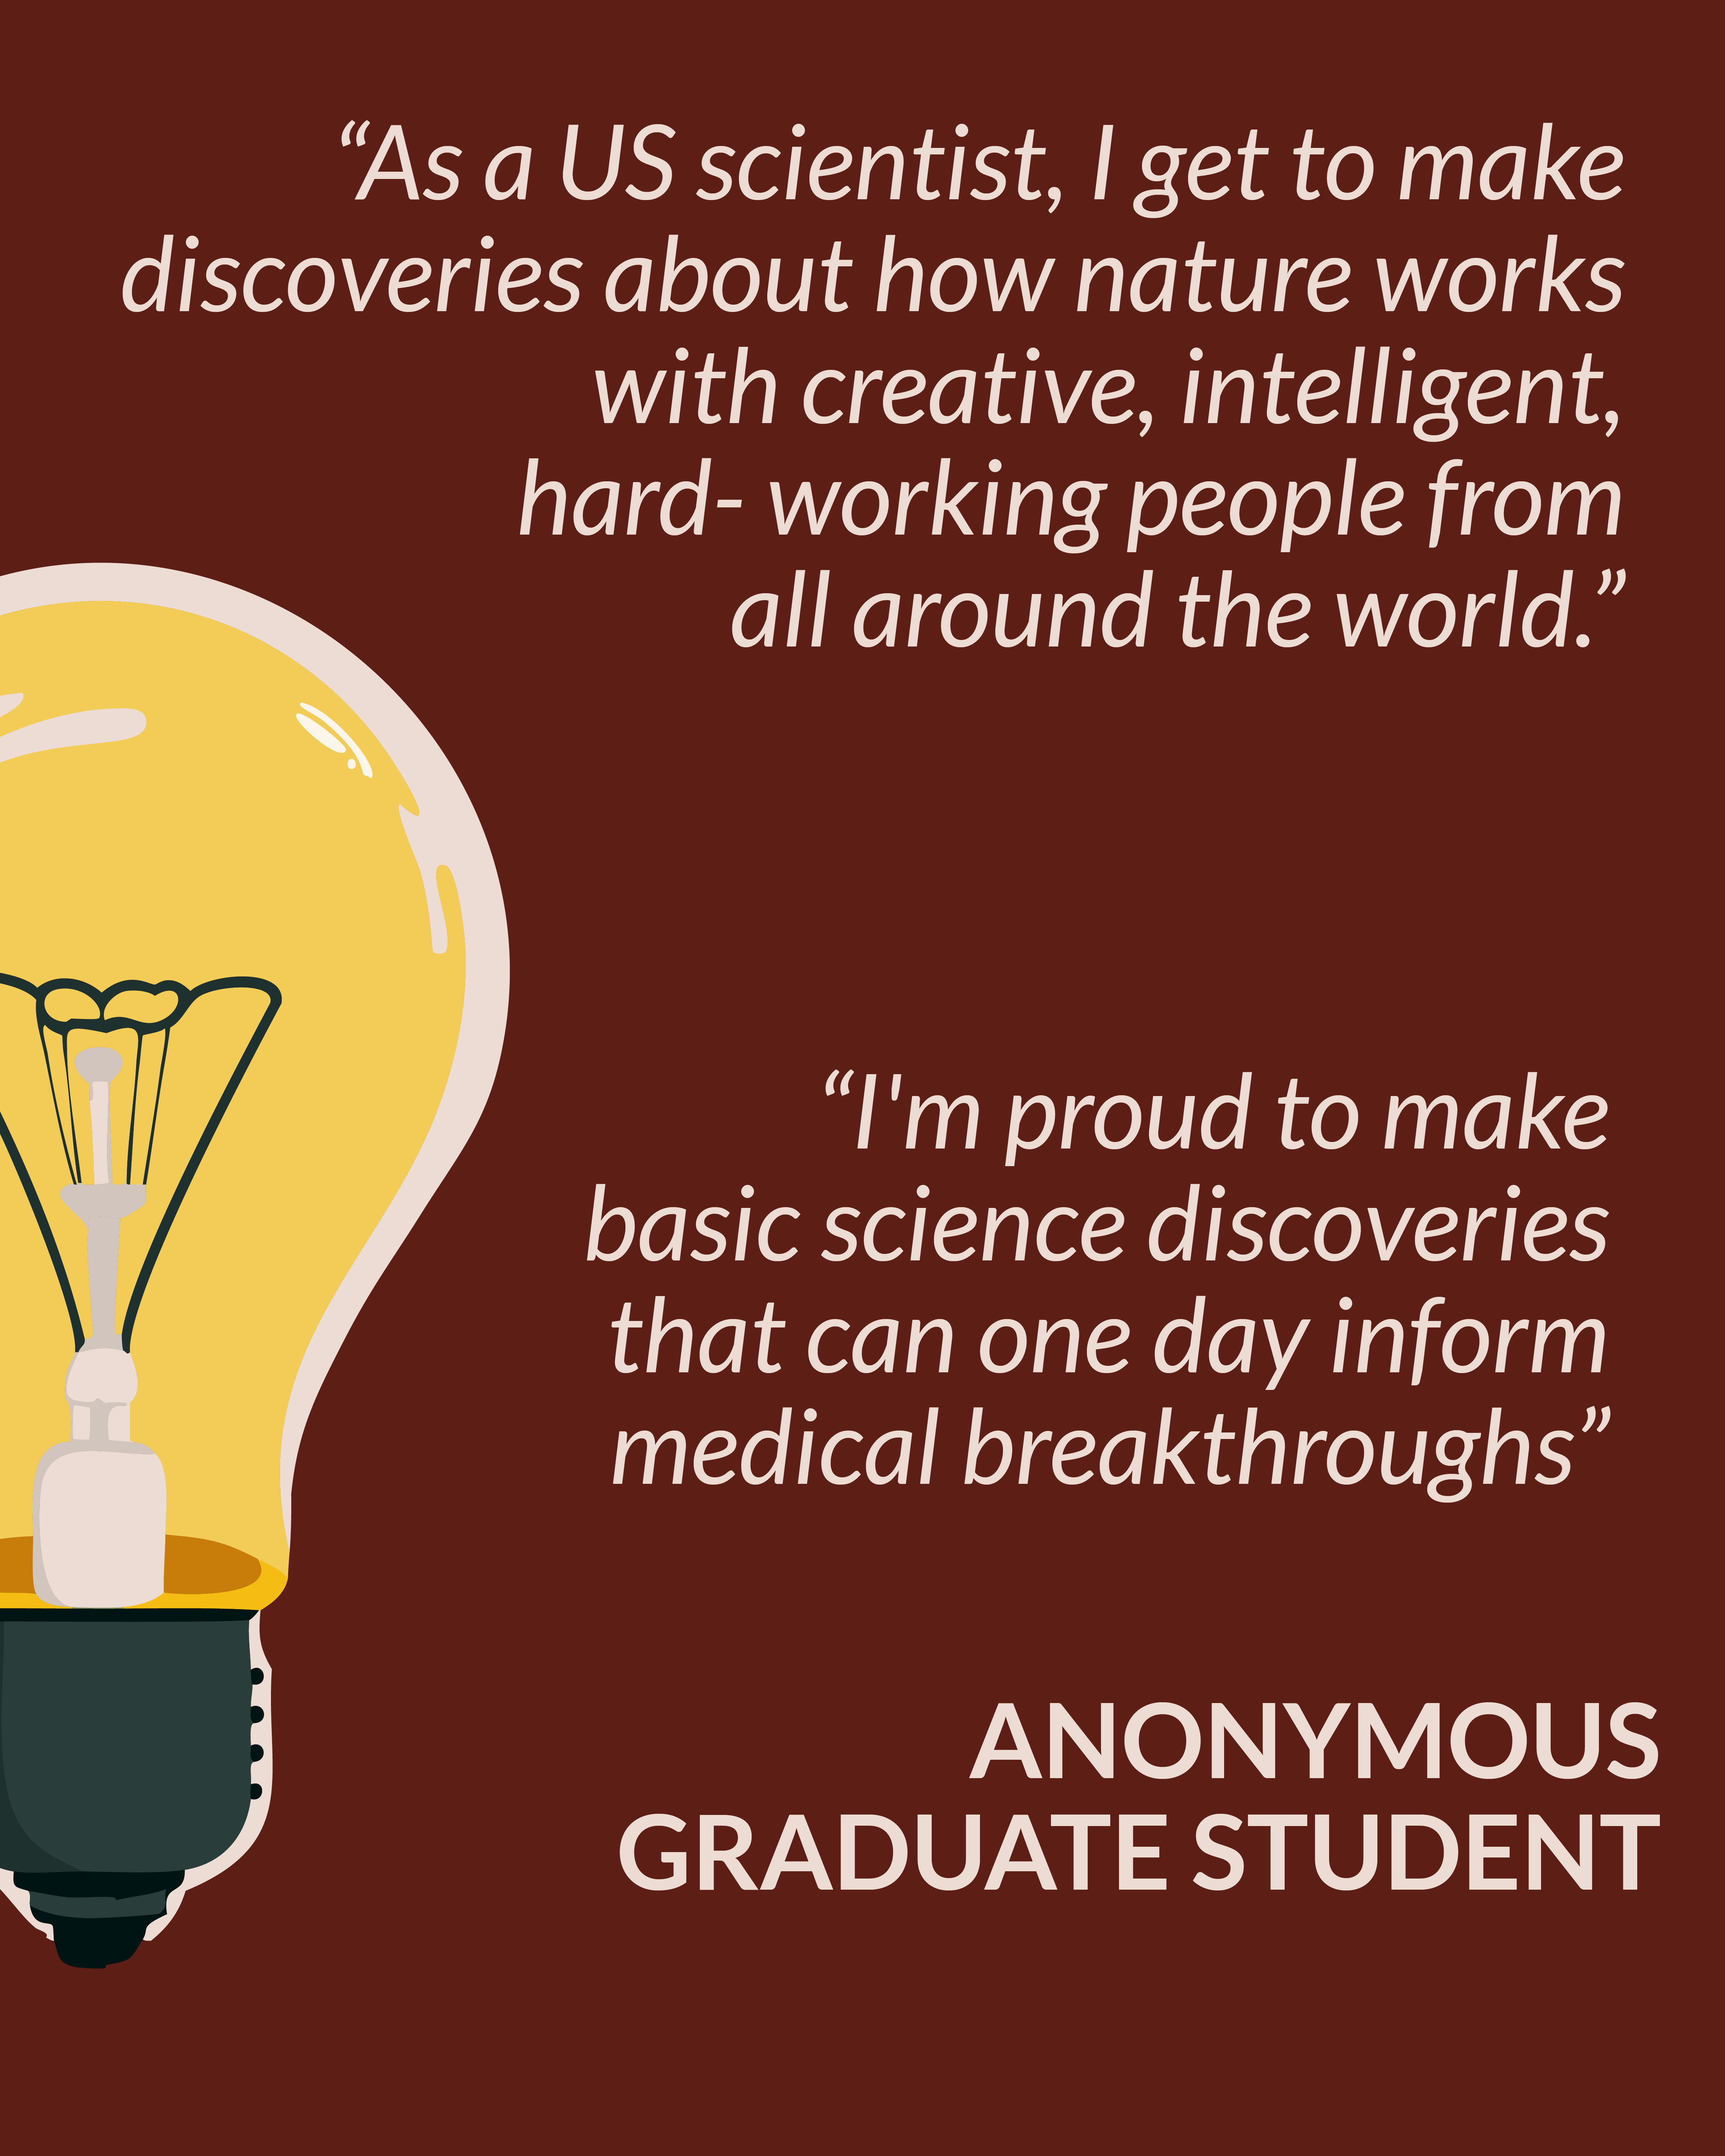 “As a US scientist, I get to make
discoveries about how nature works
with creative, intelligent,
hard- working people from
all around the world.”
“I'm proud to make
basic science discoveries
that can one day inform
medical breakthroughs”
ANONYMOUS
GRADUATE STUDENT